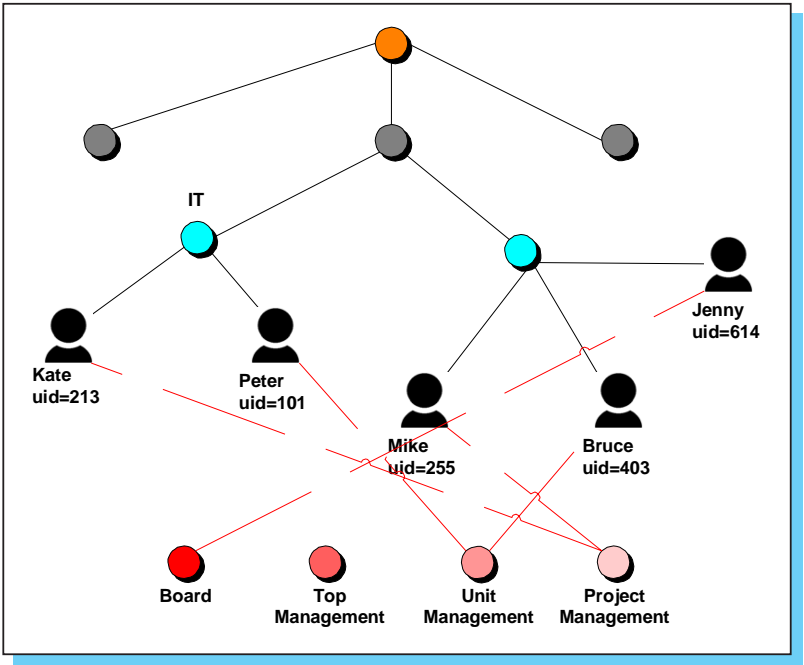 IT
Jenny
uid=614
Kate
uid=213
Peter
uid=101
Mike
uid=255
Bruce
uid=403
Board
Top
Management
Unit
Management
Project
Management